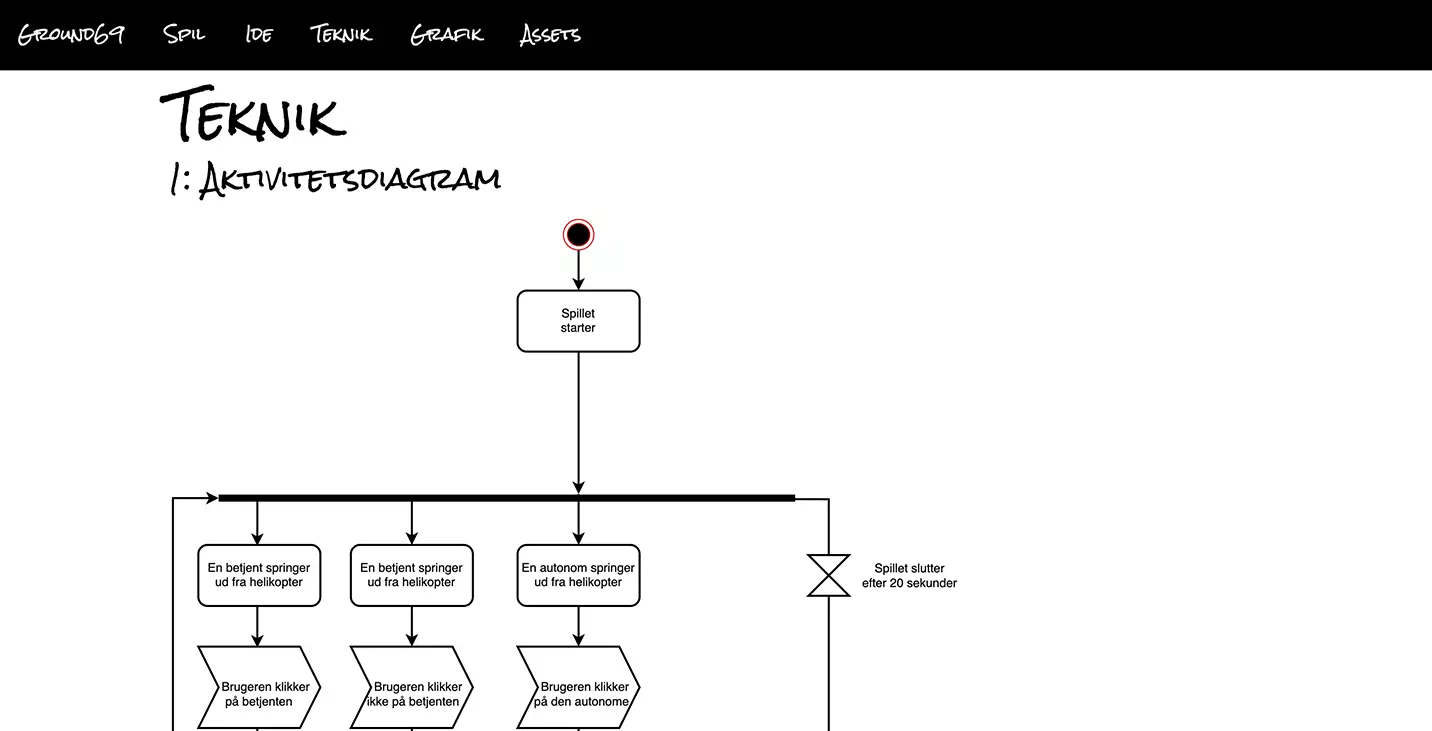 Ground69 Spil Ide Teknik Grafik Assets
Teknik
1: Aktivitetsdiagram
Spillet
starter
En betjent springer
ud fra helikopter
En betjent springer
ud fra helikopter
En autonom springer
ud fra helikopter
Spillet slutter
efter 20 sekunder
Brugeren klikker
på betjenten
Brugeren klikker
ikke på betjenten
Brugeren klikker
på den autonome